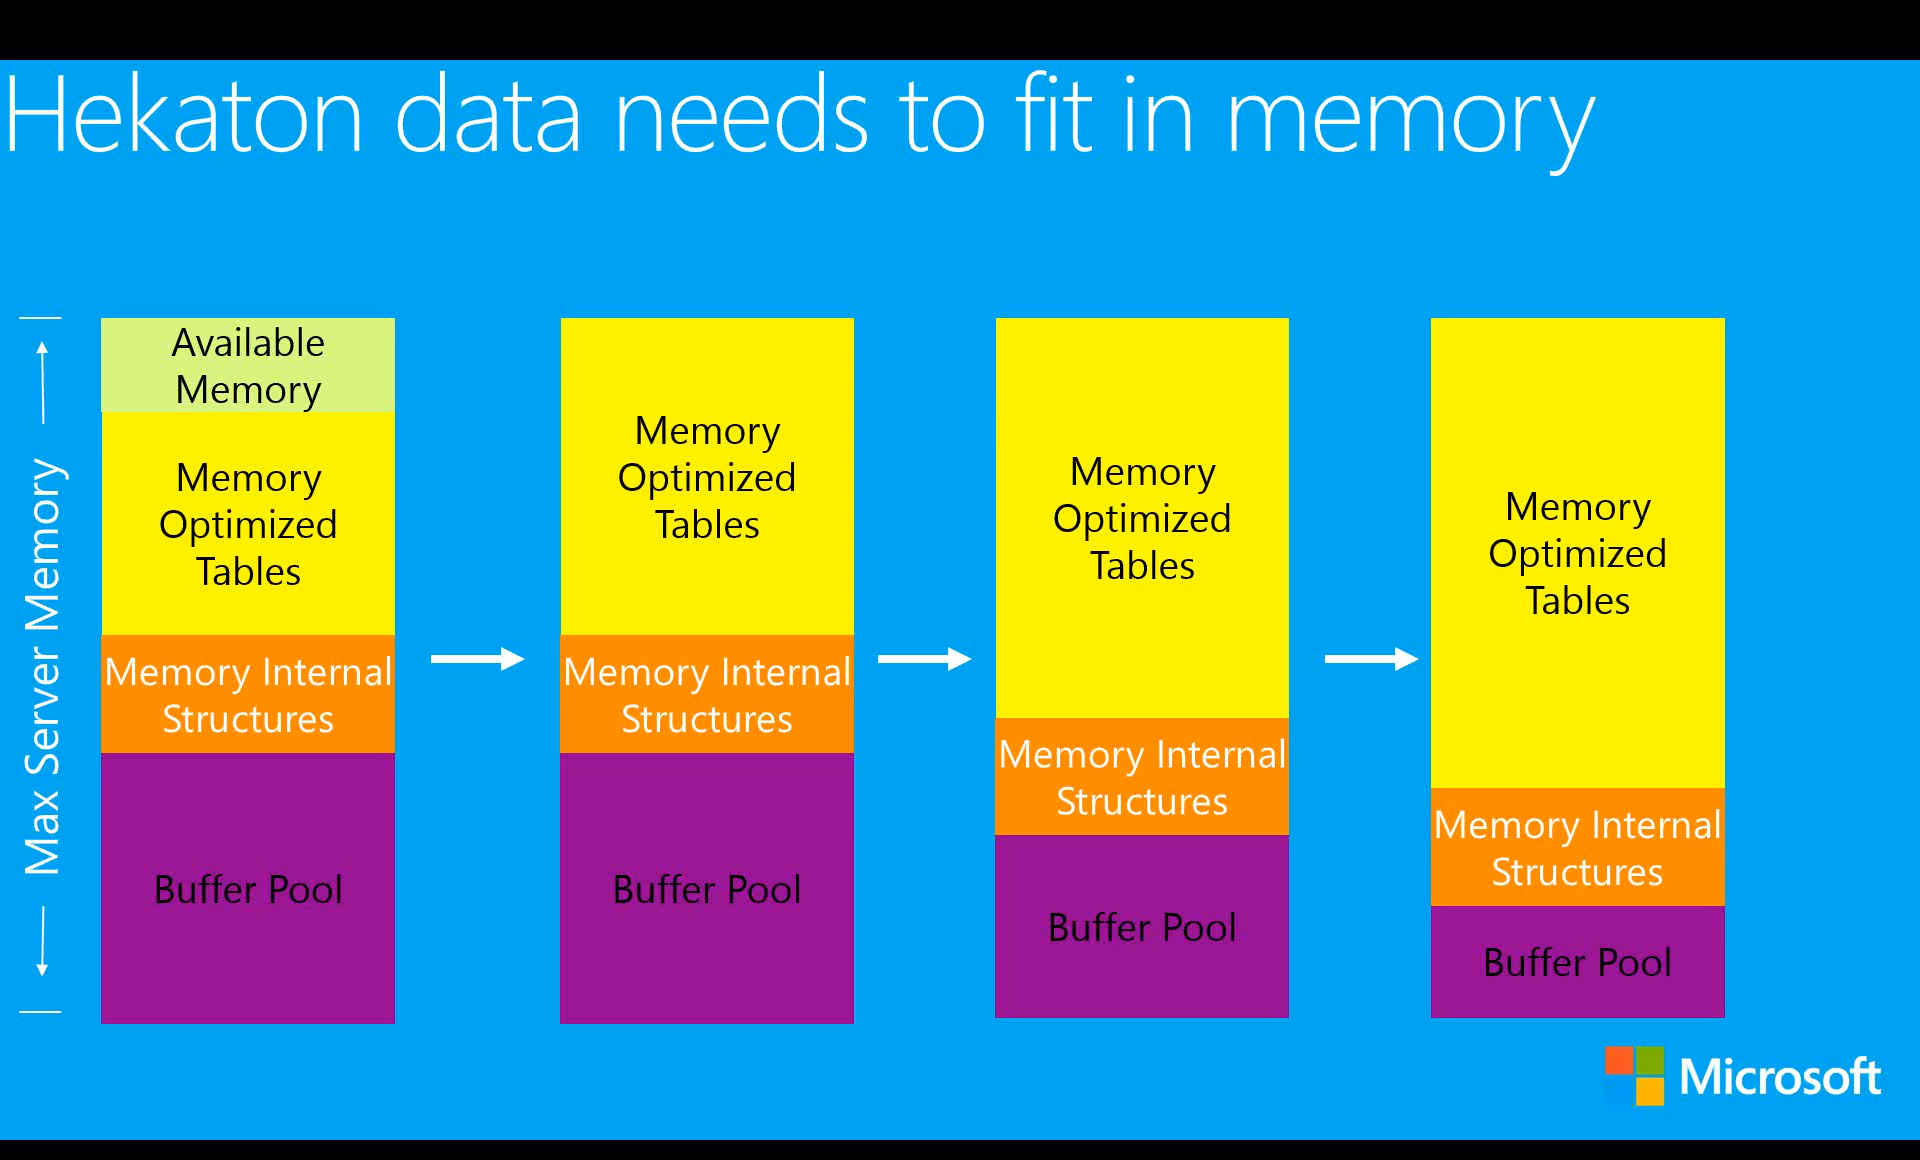 Hekaton data needs to fit in memory
Max Server Memory
Available
Memory
Memory
Optimized
Tables
Memory Internal
Structures
Buffer Pool
Memory
Optimized
Tables
Memory Internal
Structures
Buffer Pool
Memory
Optimized
Tables
Memory Internal
Structures
Buffer Pool
Memory
Optimized
Tables
Memory Internal
Structures
Buffer Pool
Microsoft